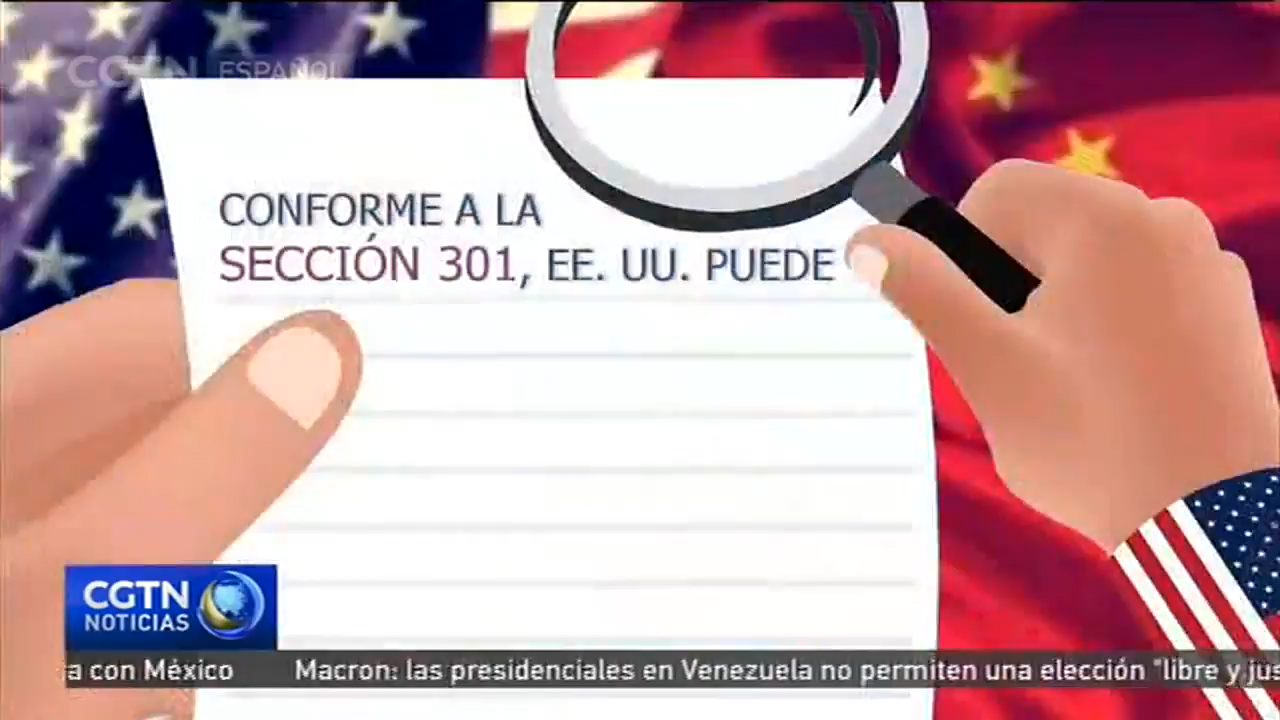 CGTN ESPAÑOL
CONFORME A LA
SECCIÓN 301, EE. UU. PUEDE
CGTN
NOTICIAS
a con México Macron: las presidenciales en Venezuela no permiten una elección "libre y jus